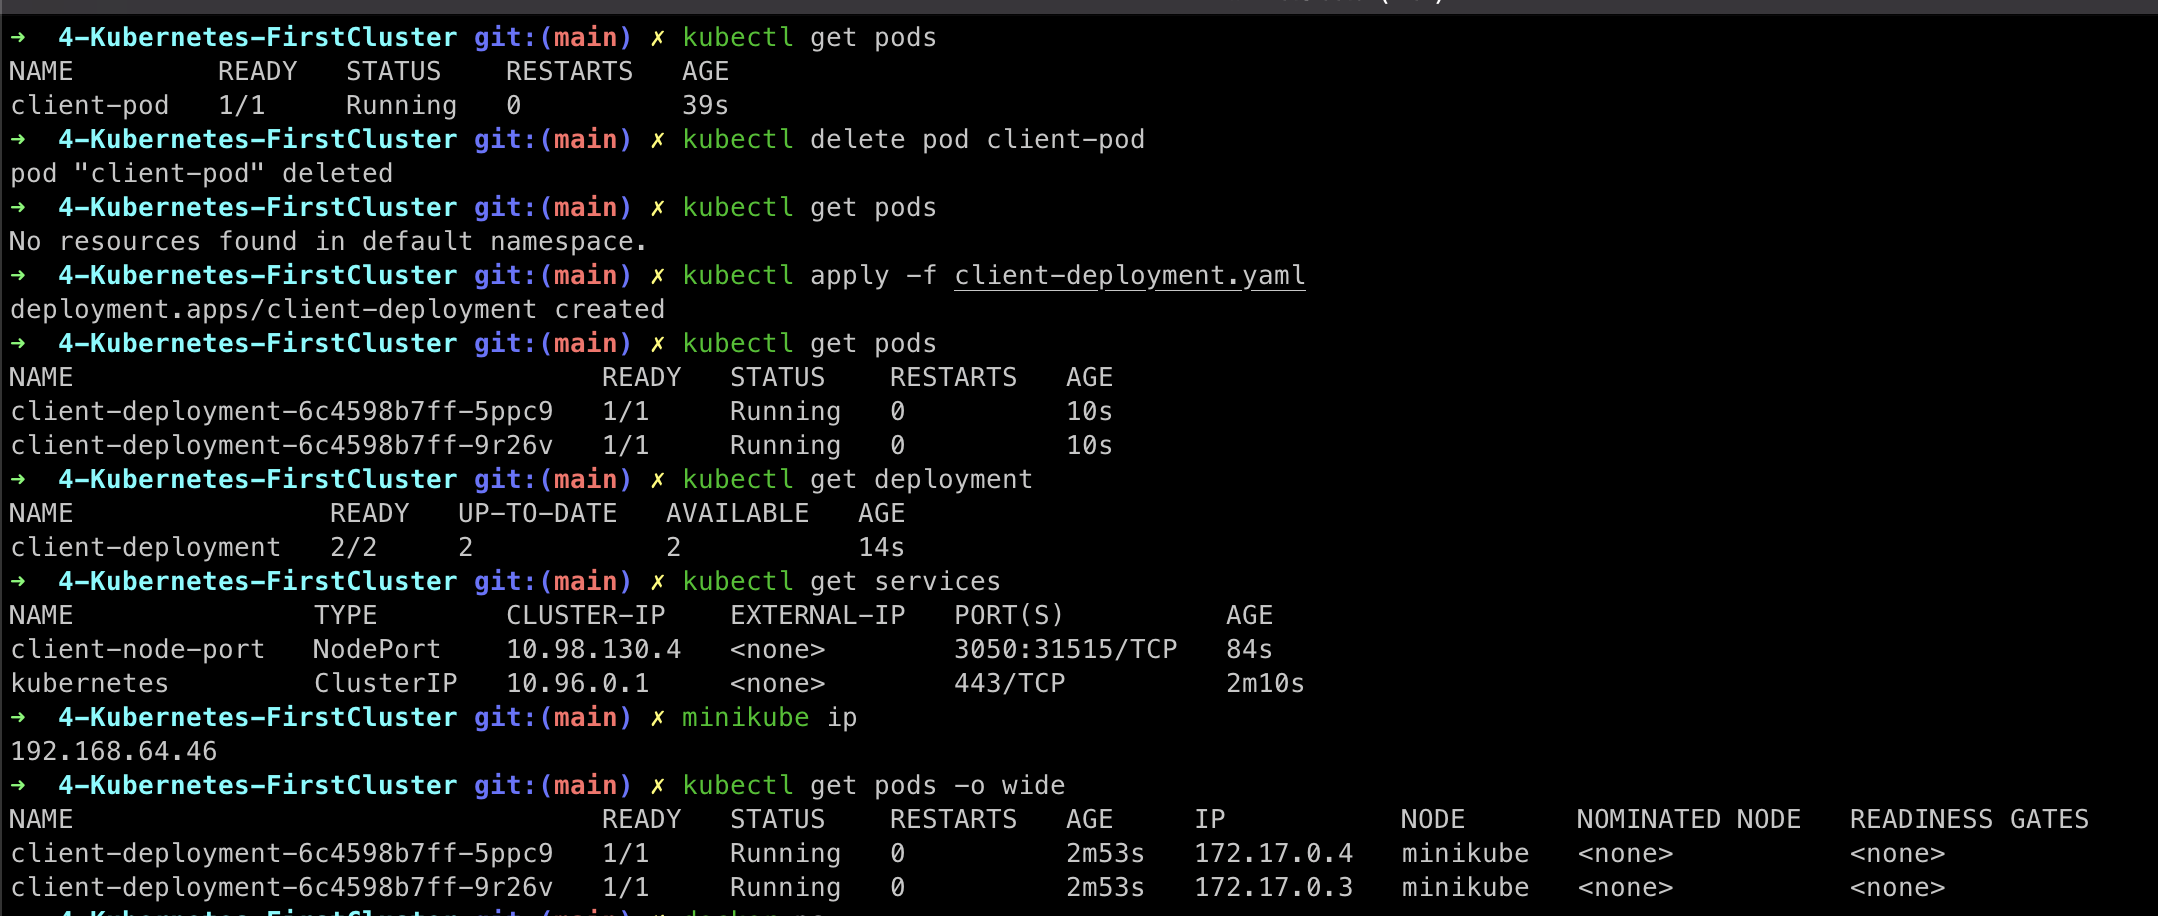 ➜  4-Kubernetes-FirstCluster git:(main) ✗ kubectl get pods
NAME         READY   STATUS    RESTARTS   AGE
client-pod   1/1     Running   0          39s
➜  4-Kubernetes-FirstCluster git:(main) ✗ kubectl delete pod client-pod
pod "client-pod" deleted
➜  4-Kubernetes-FirstCluster git:(main) ✗ kubectl get pods
No resources found in default namespace.
➜  4-Kubernetes-FirstCluster git:(main) ✗ kubectl apply -f client-deployment.yaml
deployment.apps/client-deployment created
➜  4-Kubernetes-FirstCluster git:(main) ✗ kubectl get pods
NAME                                 READY   STATUS    RESTARTS   AGE
client-deployment-6c4598b7ff-5ppc9   1/1     Running   0          10s
client-deployment-6c4598b7ff-9r26v   1/1     Running   0          10s
➜  4-Kubernetes-FirstCluster git:(main) ✗ kubectl get deployment
NAME                READY   UP-TO-DATE   AVAILABLE   AGE
client-deployment   2/2     2            2           14s
➜  4-Kubernetes-FirstCluster git:(main) ✗ kubectl get services
NAME               TYPE        CLUSTER-IP    EXTERNAL-IP   PORT(S)          AGE
client-node-port   NodePort    10.98.130.4   <none>        3050:31515/TCP   84s
kubernetes         ClusterIP   10.96.0.1     <none>        443/TCP          2m10s
➜  4-Kubernetes-FirstCluster git:(main) ✗ minikube ip
192.168.64.46
➜  4-Kubernetes-FirstCluster git:(main) ✗ kubectl get pods -o wide
NAME                                 READY   STATUS    RESTARTS   AGE     IP           NODE       NOMINATED NODE   READINESS GATES
client-deployment-6c4598b7ff-5ppc9   1/1     Running   0          2m53s   172.17.0.4   minikube   <none>           <none>
client-deployment-6c4598b7ff-9r26v   1/1     Running   0          2m53s   172.17.0.3   minikube   <none>           <none>
4-Kubernetes-FirstCluster git:(main)